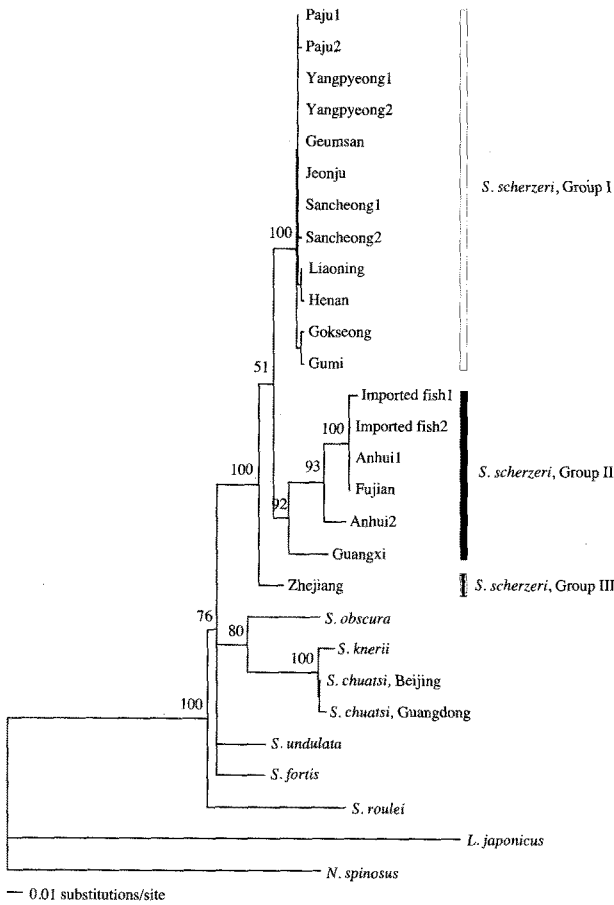 Paju1
Paju2
Yangpyeong1
Yangpyeong2
Geumsan
Jeonju
S. scherzeri, Group I
Sancheong1
100
Sancheong2
Liaoning
Henan
Gokseong
Gumi
51
Imported fish1
100
Imported fish2
93
Anhui1
S. scherzeri, Group II
100
Fujian
92
Anhui2
Guangxi
Zhejiang
S. scherzeri, Group III
76
S. obscura
80
S. knerii
100
S. chuatsi, Beijing
100
S. chuatsi, Guangdong
S. undulata
S. fortis
S. roulei
L. japonicus
N. spinosus
0.01 substitutions/site